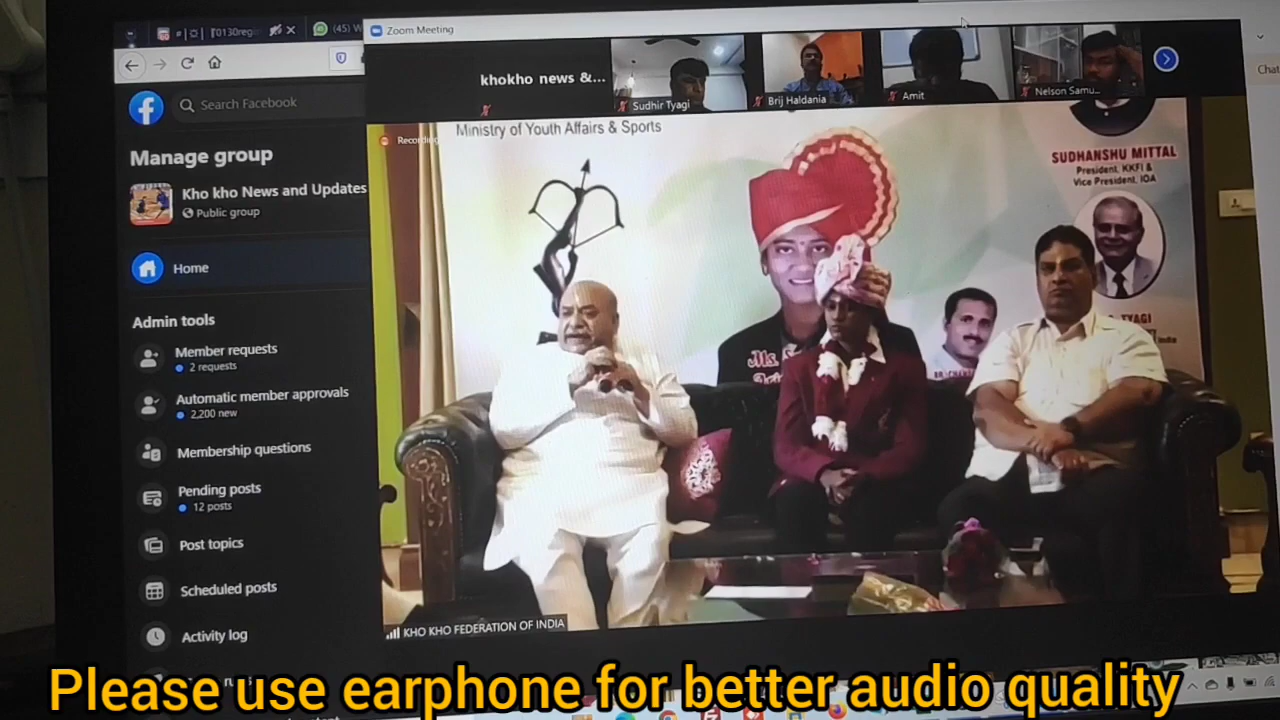 (45) W
Zoom Meeting
Search Facebook
Manage group
Kho kho News and Updates
Public group
Home
Admin tools
Member requests
2 requests
Automatic member approvals
2,200 new
Membership questions
Pending posts
12 posts
Post topics
Scheduled posts
Activity log
khokho news &...
Sudhir Tyagi
Brij Haldania
Amit
Nelson Samu...
Chat
Recording
Ministry of Youth Affairs & Sports
SUDHANSHU MITTAL
President, KKFI &
Vice President, IOA
TYAGI
Ms.
KHO KHO FEDERATION OF INDIA
Please use earphone for better audio quality